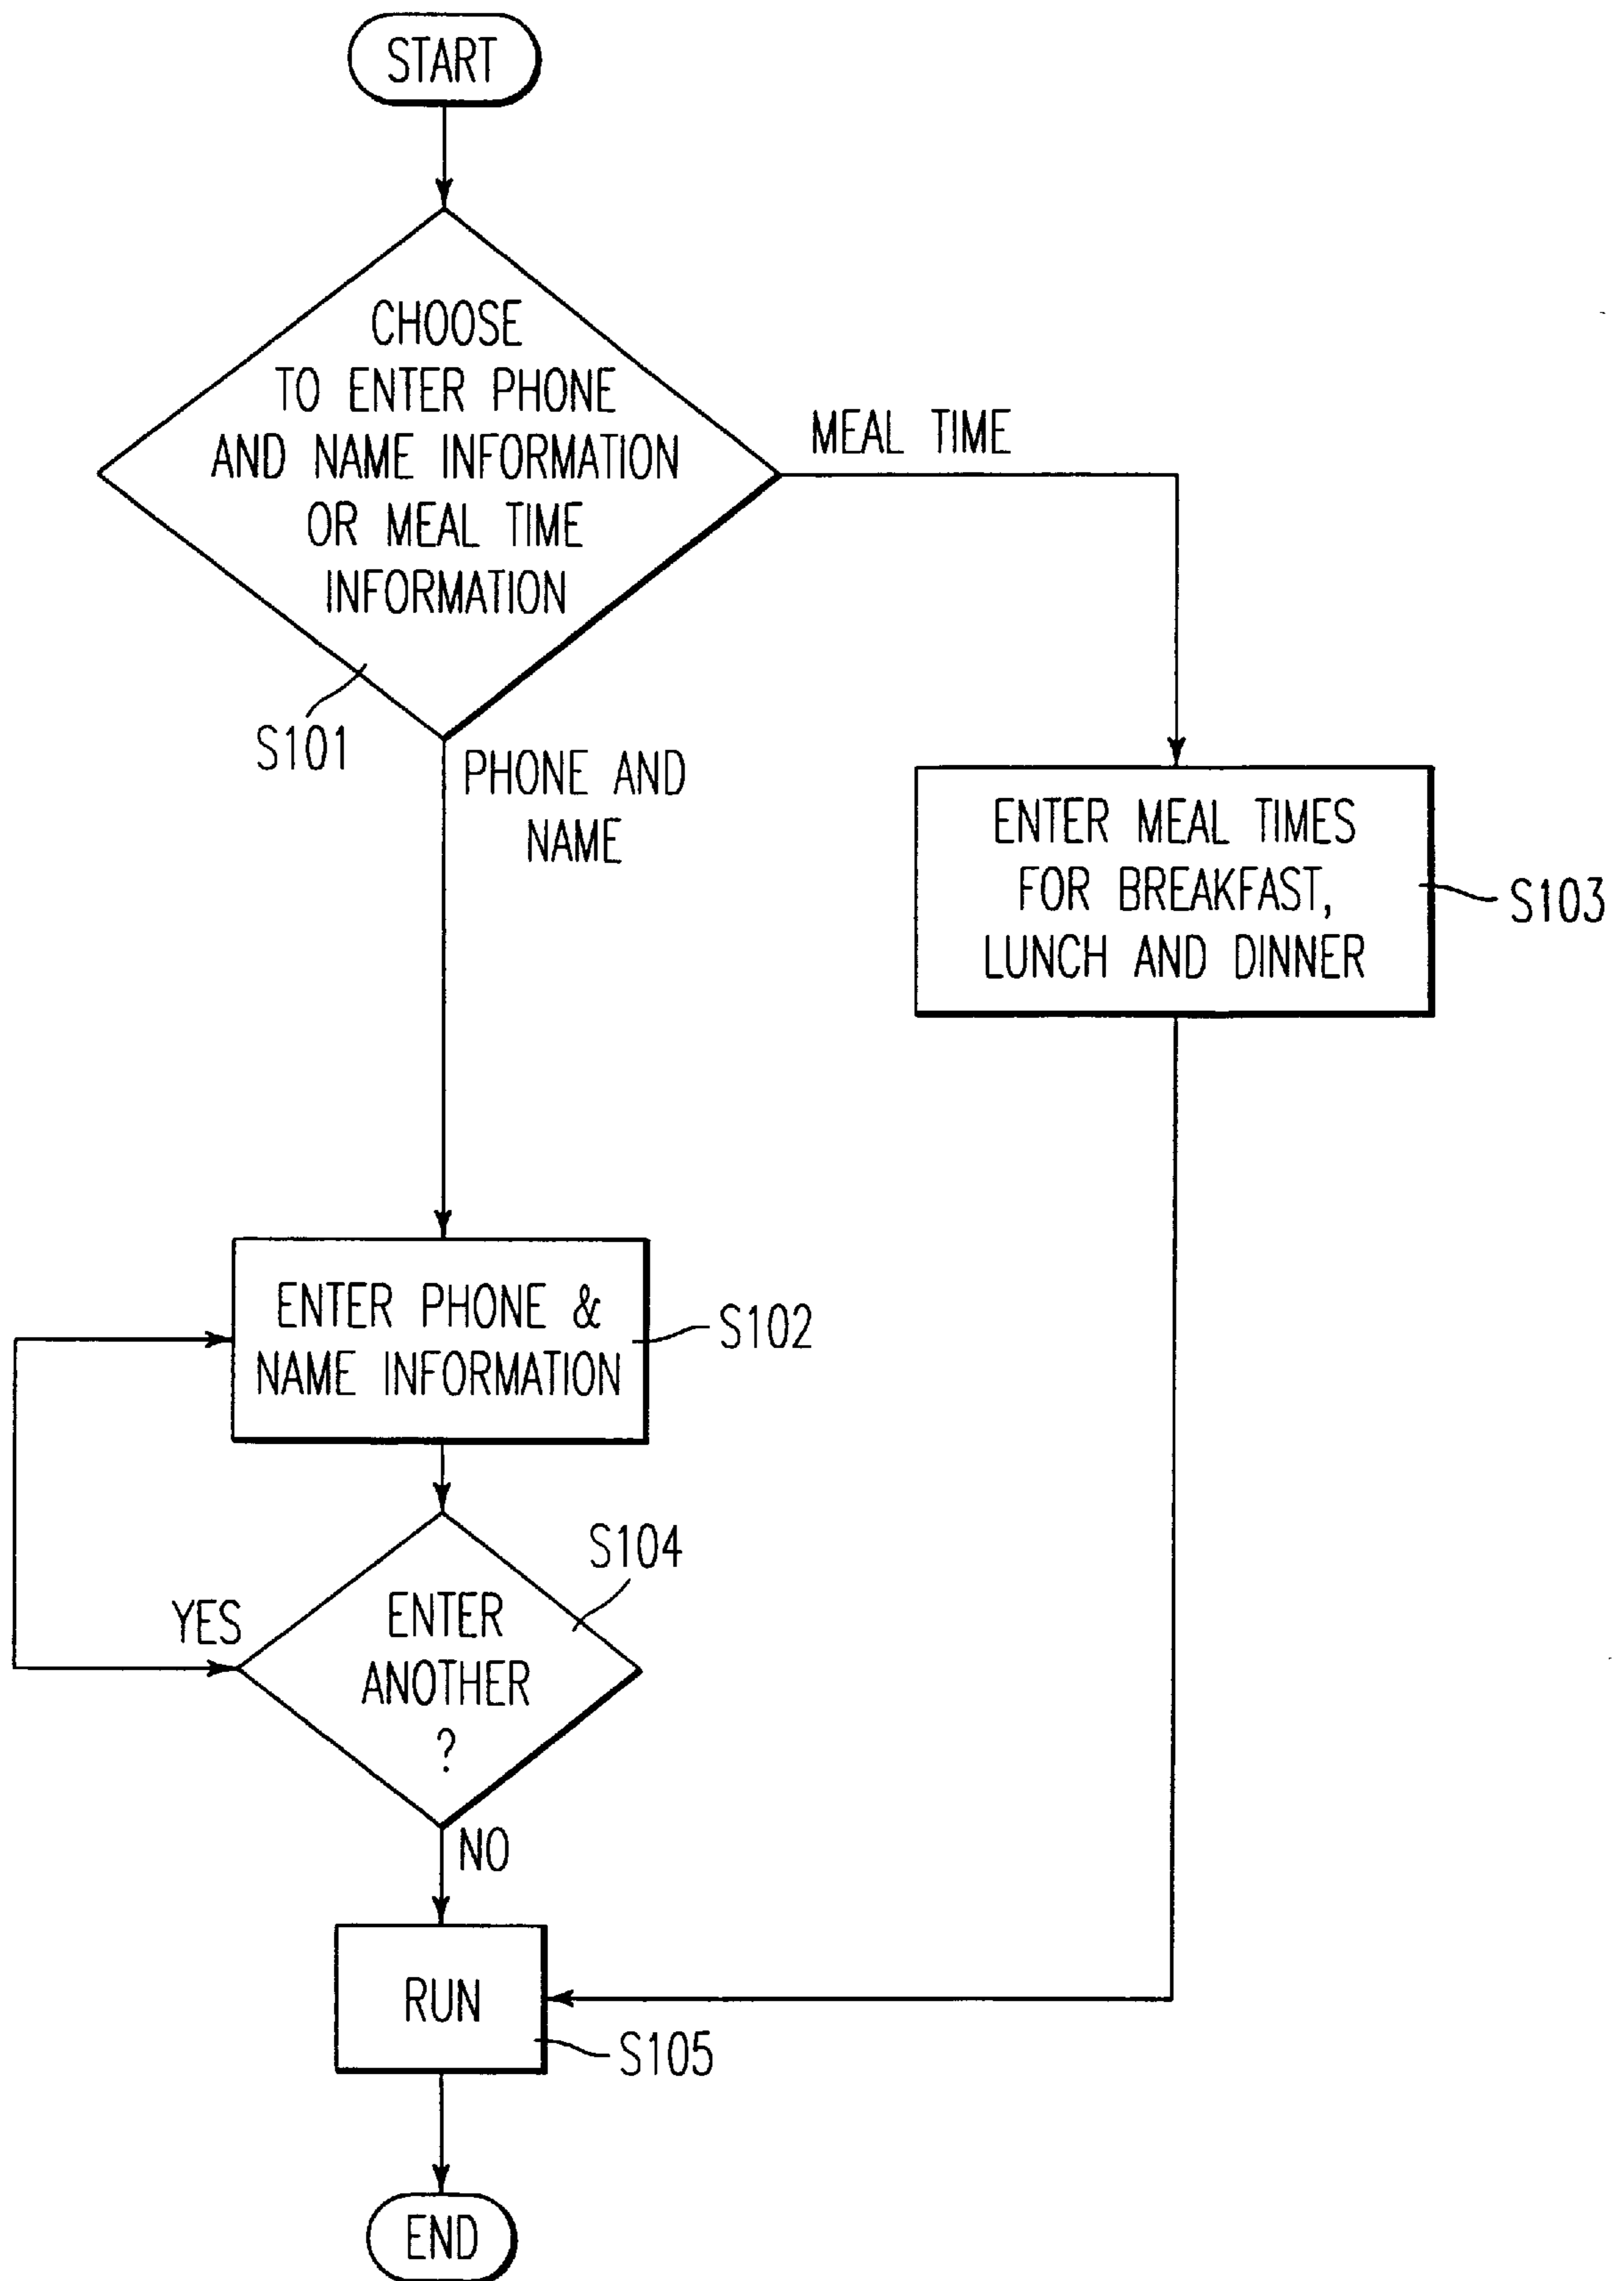 START
CHOOSE
TO ENTER PHONE
AND NAME INFORMATION
OR MEAL TIME
INFORMATION
MEAL TIME
S101
PHONE AND
NAME
ENTER MEAL TIMES
FOR BREAKFAST,
LUNCH AND DINNER
S103
ENTER PHONE &
NAME INFORMATION
S102
S104
YES
ENTER
ANOTHER
?
NO
RUN
S105
END